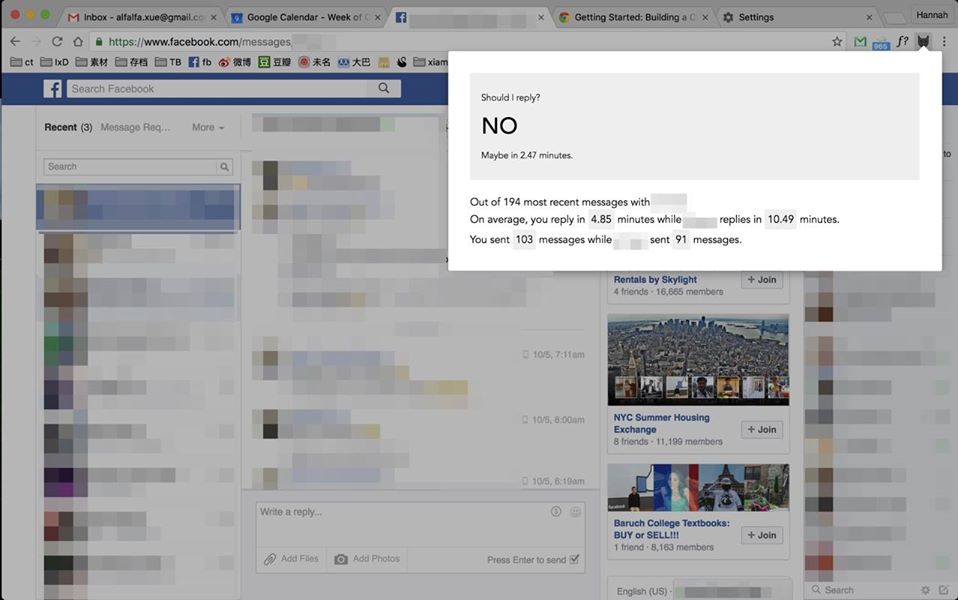 Inbox - alfalfa.xue@gmail.co
Google Calendar - Week of O
Getting Started: Building a C
Settings
Hannah
https://www.facebook.com/messages
965
f?
ct
IxD
素材
存档
TB
fb
微博
豆瓣
未名
大巴
xiam
Search Facebook
Recent (3)
Message Req...
More
Search
Should I reply?
NO
Maybe in 2.47 minutes.
Out of 194 most recent messages with
On average, you reply in 4.85 minutes while replies in 10.49 minutes.
You sent 103 messages while sent 91 messages.
to
Rentals by Skylight
4 friends · 16,665 members
+ Join
10/5, 7:11am
NYC Summer Housing
Exchange
8 friends · 11,199 members
+ Join
10/5, 8:00am
10/5, 8:19am
Write a reply...
Add Files
Add Photos
Press Enter to send
facebook
Baruch College Textbooks:
BUY or SELL!!!
1 friend · 8,163 members
+ Join
English (US) ·
Search